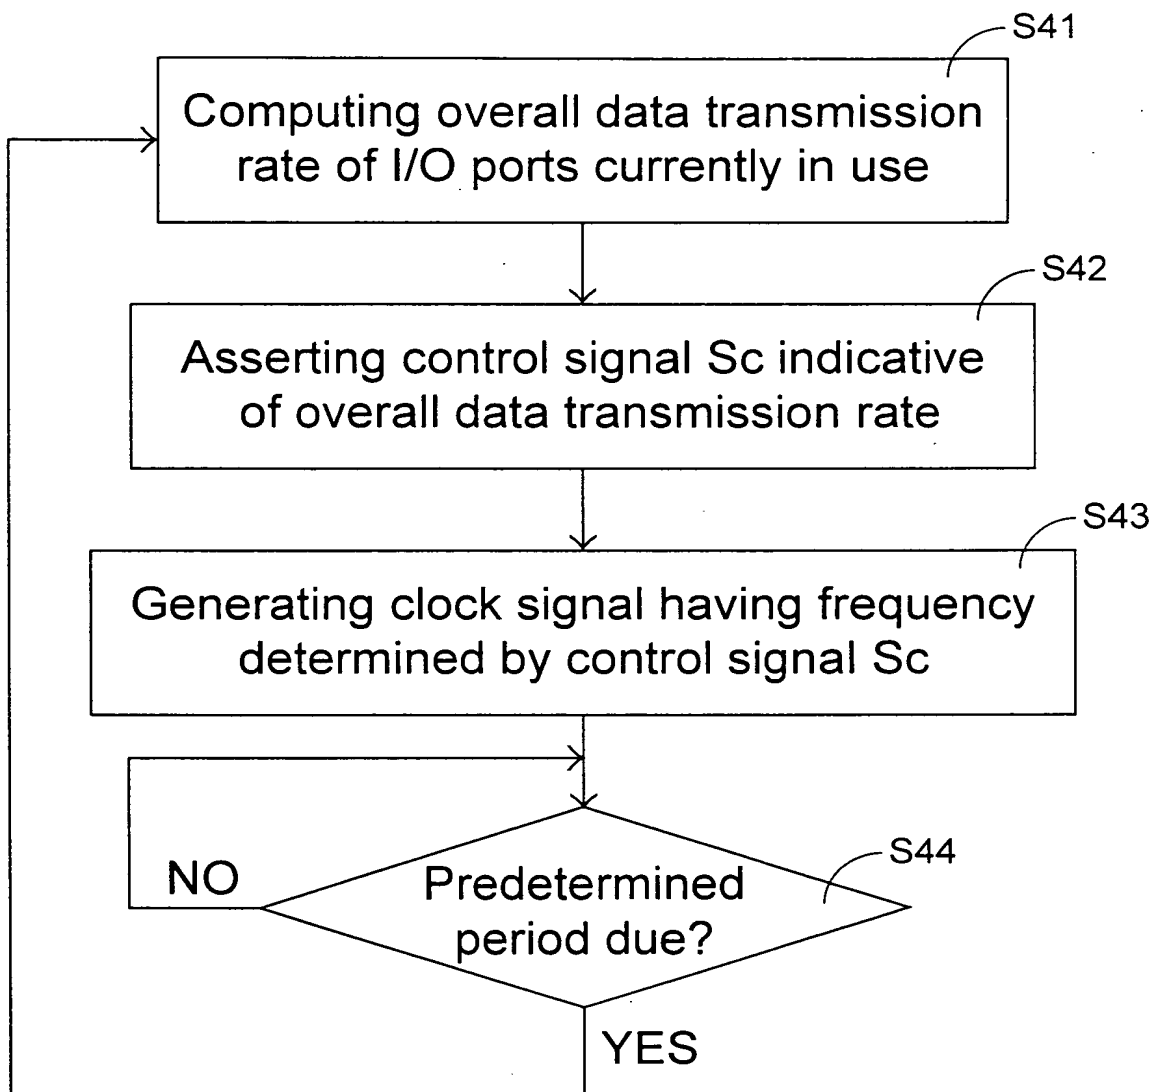 S41
Computing overall data transmission
rate of I/O ports currently in use
S42
Asserting control signal Sc indicative
of overall data transmission rate
S43
Generating clock signal having frequency
determined by control signal Sc
S44
NO
Predetermined
period due?
YES